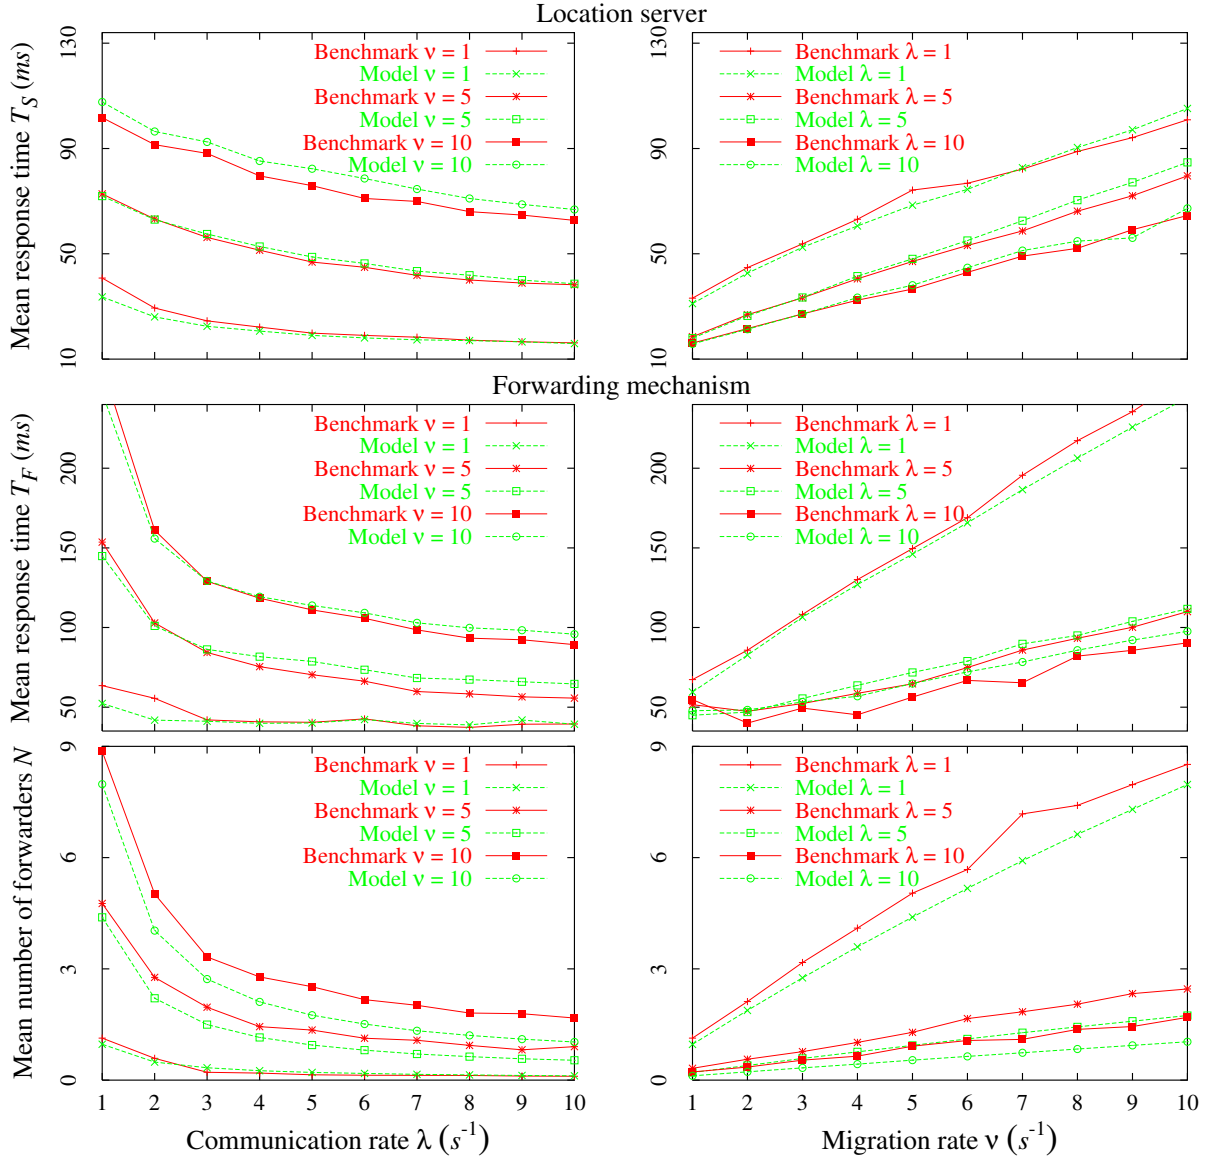 Location server
Mean response time T_S (ms)
130
90
50
10
Benchmark ν = 1
Model ν = 1
Benchmark ν = 5
Model ν = 5
Benchmark ν = 10
Model ν = 10
130
90
50
10
Benchmark λ = 1
Model λ = 1
Benchmark λ = 5
Model λ = 5
Benchmark λ = 10
Model λ = 10
Forwarding mechanism
Mean response time T_F (ms)
200
150
100
50
Benchmark ν = 1
Model ν = 1
Benchmark ν = 5
Model ν = 5
Benchmark ν = 10
Model ν = 10
200
150
100
50
Benchmark λ = 1
Model λ = 1
Benchmark λ = 5
Model λ = 5
Benchmark λ = 10
Model λ = 10
Mean number of forwarders N
9
6
3
0
Benchmark ν = 1
Model ν = 1
Benchmark ν = 5
Model ν = 5
Benchmark ν = 10
Model ν = 10
1 2 3 4 5 6 7 8 9 10
Communication rate λ (s⁻¹)
9
6
3
0
Benchmark λ = 1
Model λ = 1
Benchmark λ = 5
Model λ = 5
Benchmark λ = 10
Model λ = 10
1 2 3 4 5 6 7 8 9 10
Migration rate ν (s⁻¹)